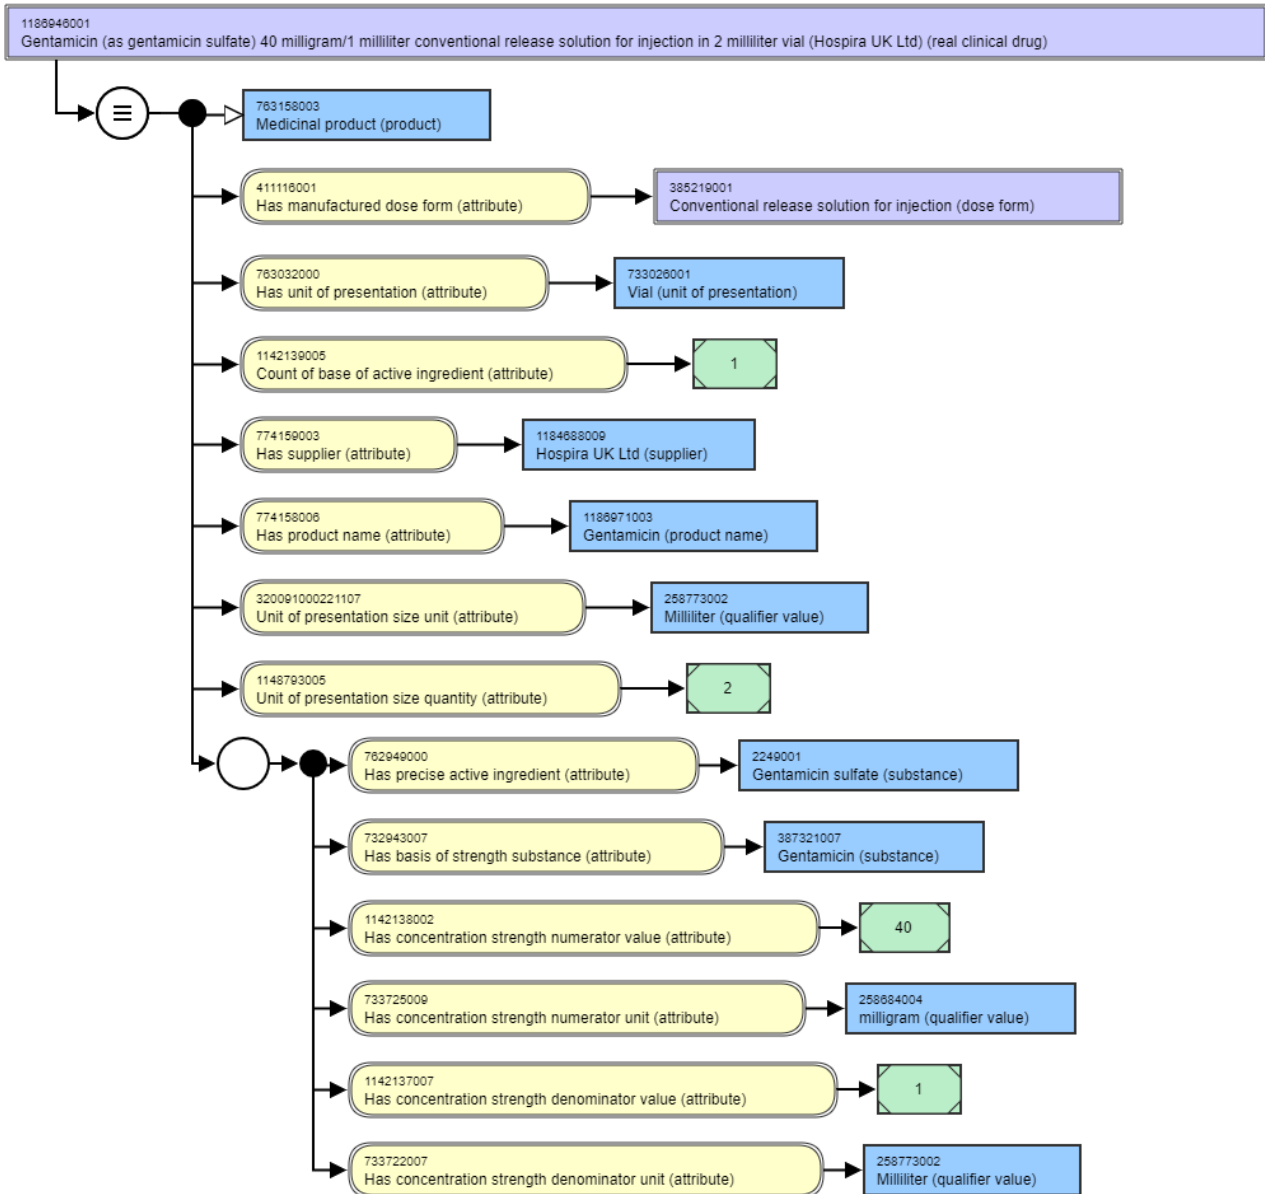 1186946001
Gentamicin (as gentamicin sulfate) 40 milligram/1 milliliter conventional release solution for injection in 2 milliliter vial (Hospira UK Ltd) (real clinical drug)
763158003
Medicinal product (product)
411116001
Has manufactured dose form (attribute)
385219001
Conventional release solution for injection (dose form)
763032000
Has unit of presentation (attribute)
733026001
Vial (unit of presentation)
1142139005
Count of base of active ingredient (attribute)
1
774159003
Has supplier (attribute)
1184688009
Hospira UK Ltd (supplier)
774158006
Has product name (attribute)
1186971003
Gentamicin (product name)
320091000221107
Unit of presentation size unit (attribute)
258773002
Milliliter (qualifier value)
1148793005
Unit of presentation size quantity (attribute)
2
762949000
Has precise active ingredient (attribute)
2249001
Gentamicin sulfate (substance)
732943007
Has basis of strength substance (attribute)
387321007
Gentamicin (substance)
1142138002
Has concentration strength numerator value (attribute)
40
733725009
Has concentration strength numerator unit (attribute)
258684004
milligram (qualifier value)
1142137007
Has concentration strength denominator value (attribute)
1
733722007
Has concentration strength denominator unit (attribute)
258773002
Milliliter (qualifier value)